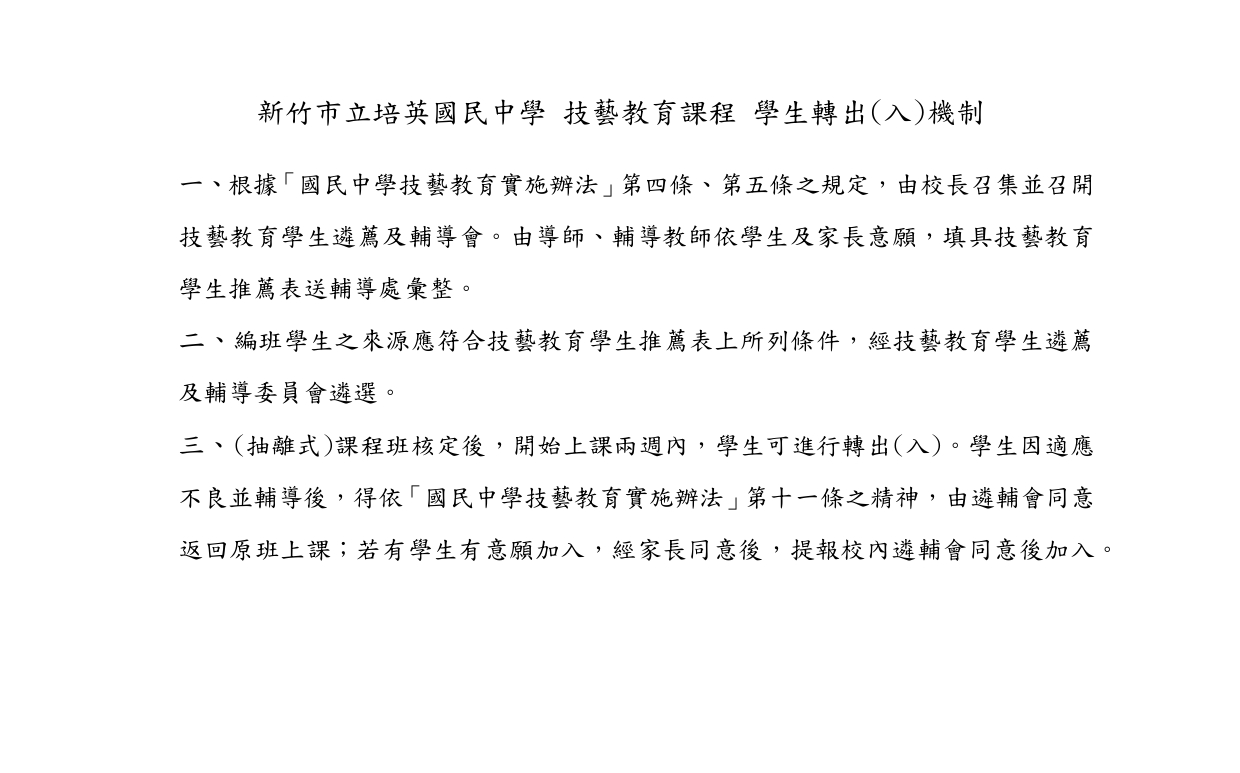 新竹市立培英國民中學 技藝教育課程 學生轉出(入)機制
一、根據「國民中學技藝教育實施辦法」第四條、第五條之規定，由校長召集並召開
技藝教育學生遴薦及輔導會。由導師、輔導教師依學生及家長意願，填具技藝教育
學生推薦表送輔導處彙整。
二、編班學生之來源應符合技藝教育學生推薦表上所列條件，經技藝教育學生遴薦
及輔導委員會遴選。
三、(抽離式)課程班核定後，開始上課兩週內，學生可進行轉出(入)。學生因適應
不良並輔導後，得依「國民中學技藝教育實施辦法」第十一條之精神，由遴輔會同意
返回原班上課；若有學生有意願加入，經家長同意後，提報校內遴輔會同意後加入。